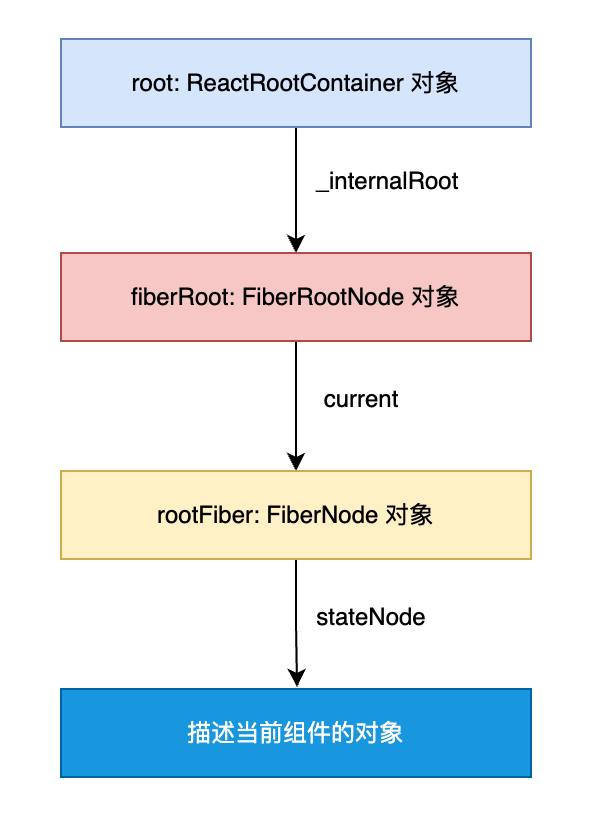 root: ReactRootContainer 对象
_internalRoot
fiberRoot: FiberRootNode 对象
current
rootFiber: FiberNode 对象
stateNode
描述当前组件的对象